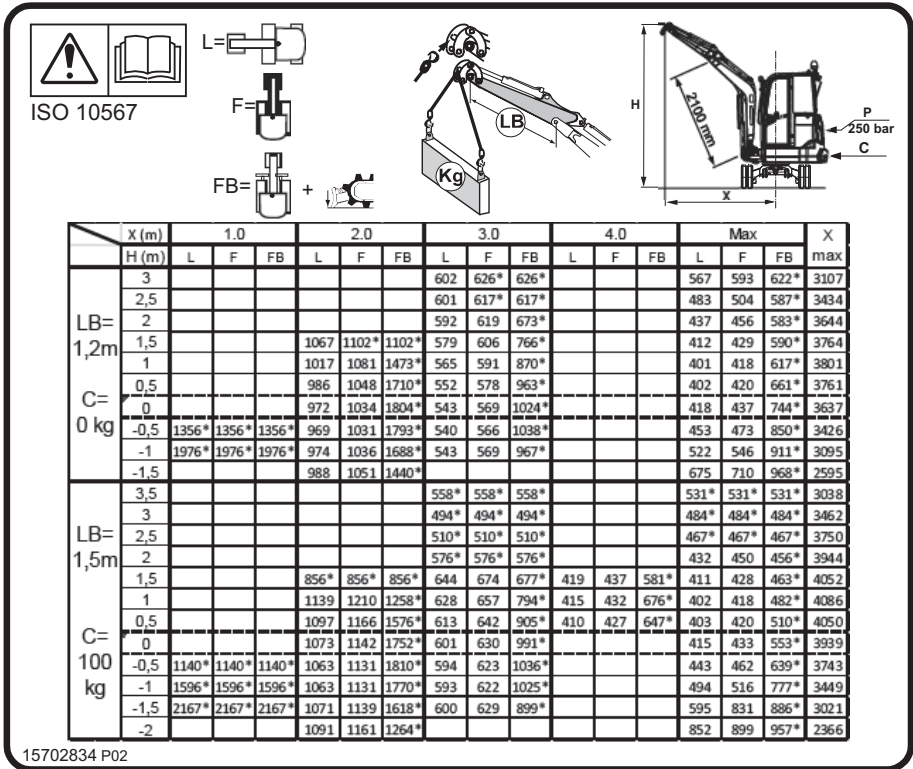 ISO 10567
L=
F=
FB= +
LB
Kg
H
2100 mm
P
250 bar
C
X
X (m) 1.0 2.0 3.0 4.0 Max X
H (m) L F FB L F FB L F FB L F FB L F FB max
LB= 1,2m
C= 0 kg
3 602 626* 626* 567 593 622* 3107
2,5 601 617* 617* 483 504 587* 3434
2 592 619 673* 437 456 583* 3644
1,5 1067 1102* 1102* 579 606 766* 412 429 590* 3764
1 1017 1081 1473* 565 591 870* 401 418 617* 3801
0,5 986 1048 1710* 552 578 963* 402 420 661* 3761
0 972 1034 1804* 543 569 1024* 418 437 744* 3637
-0,5 1356* 1356* 1356* 969 1031 1793* 540 566 1038* 453 473 850* 3426
-1 1976* 1976* 1976* 974 1036 1688* 543 569 967* 522 546 911* 3095
-1,5 988 1051 1440* 675 710 968* 2595
LB= 1,5m
C= 100 kg
3,5 558* 558* 558* 531* 531* 531* 3038
3 494* 494* 494* 484* 484* 484* 3462
2,5 510* 510* 510* 467* 467* 467* 3750
2 576* 576* 576* 432 450 456* 3944
1,5 856* 856* 856* 644 674 677* 419 437 581* 411 428 463* 4052
1 1139 1210 1258* 628 657 794* 415 432 676* 402 418 482* 4086
0,5 1097 1166 1576* 613 642 905* 410 427 647* 403 420 510* 4050
0 1073 1142 1752* 601 630 991* 415 433 553* 3939
-0,5 1140* 1140* 1140* 1063 1131 1810* 594 623 1036* 443 462 639* 3743
-1 1596* 1596* 1596* 1063 1131 1770* 593 622 1025* 494 516 777* 3449
-1,5 2167* 2167* 2167* 1071 1139 1618* 600 629 899* 595 831 886* 3021
-2 1091 1161 1264* 852 899 957* 2366
15702834 P02